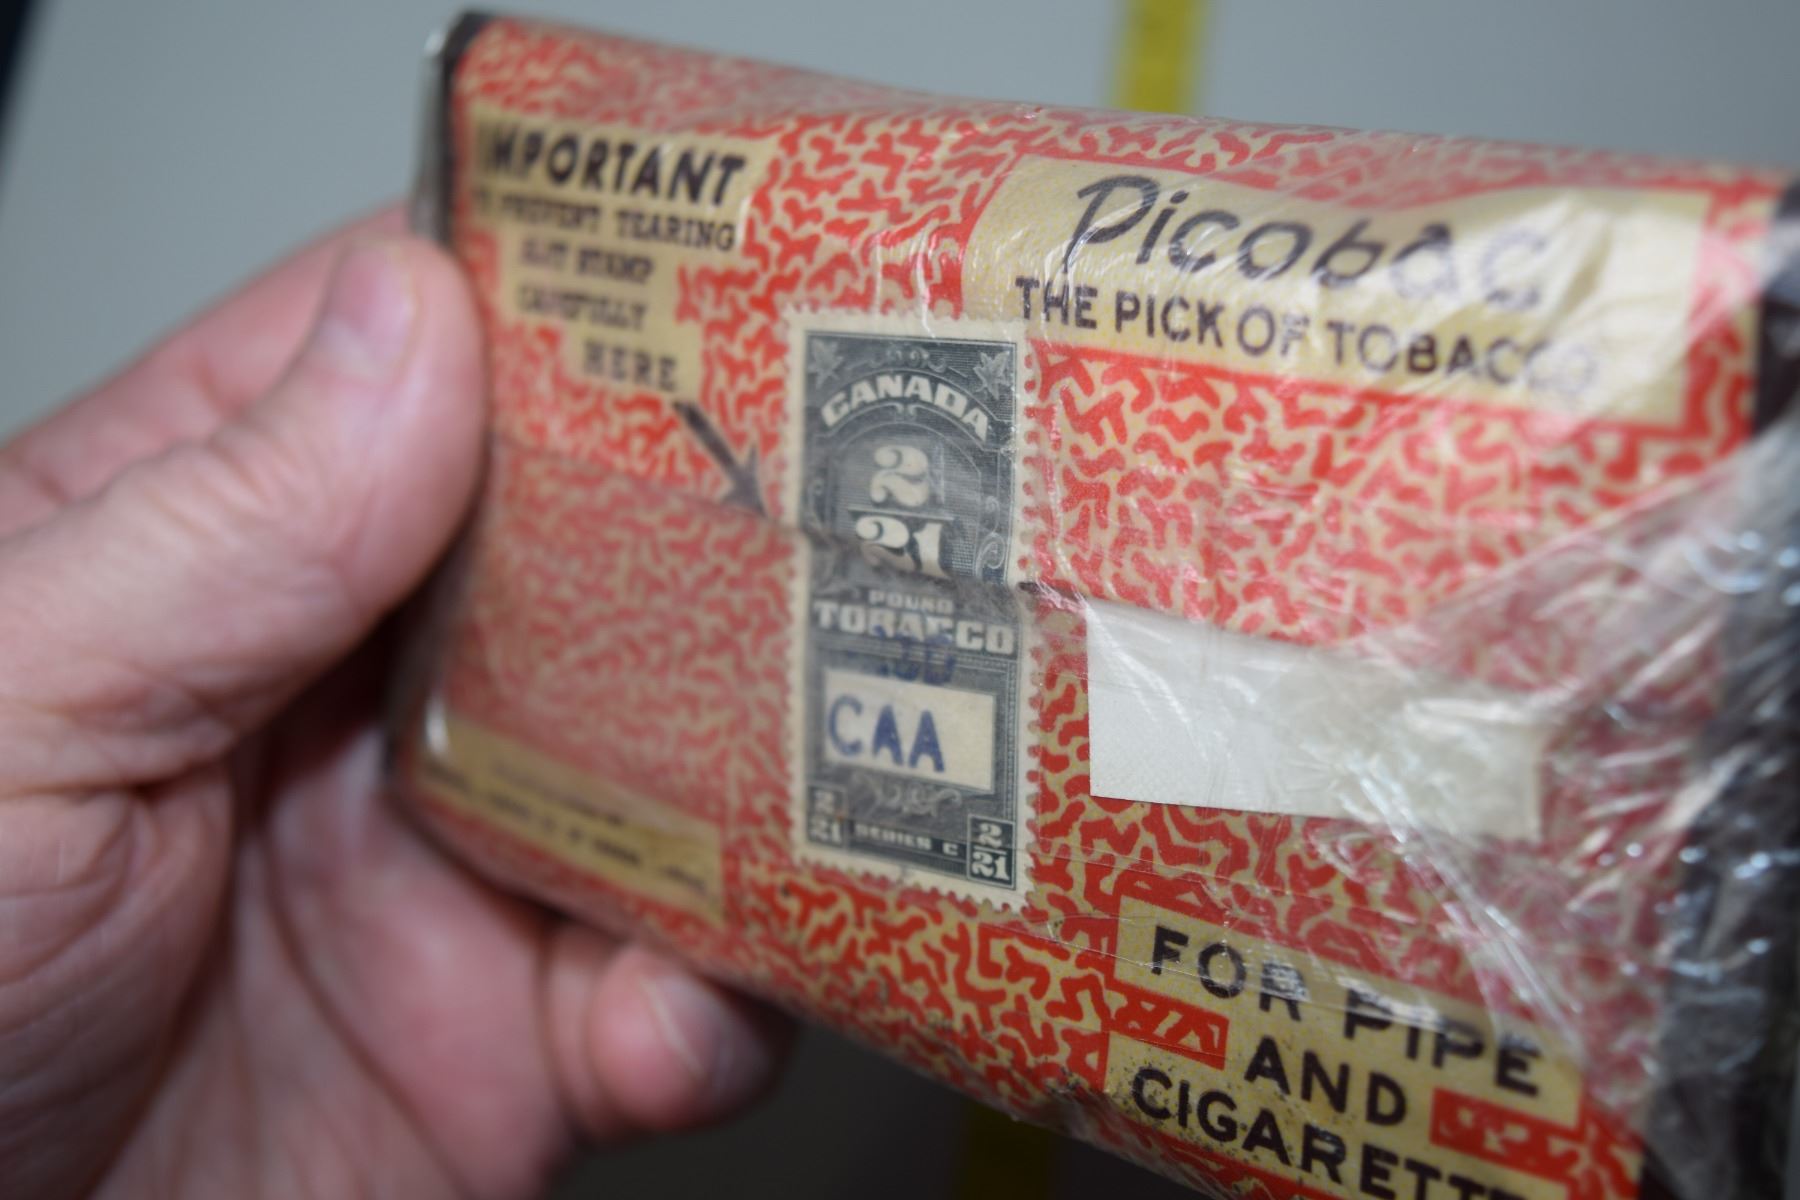 IMPORTANT
TO PREVENT TEARING
SLIT STAMP
CAREFULLY
HERE
Picobac
THE PICK OF TOBACCO
CANADA
2
21
POUND
TOBACCO
CAA
2
21
SERIES C
2
21
FOR PIPE
AND
CIGARETTE